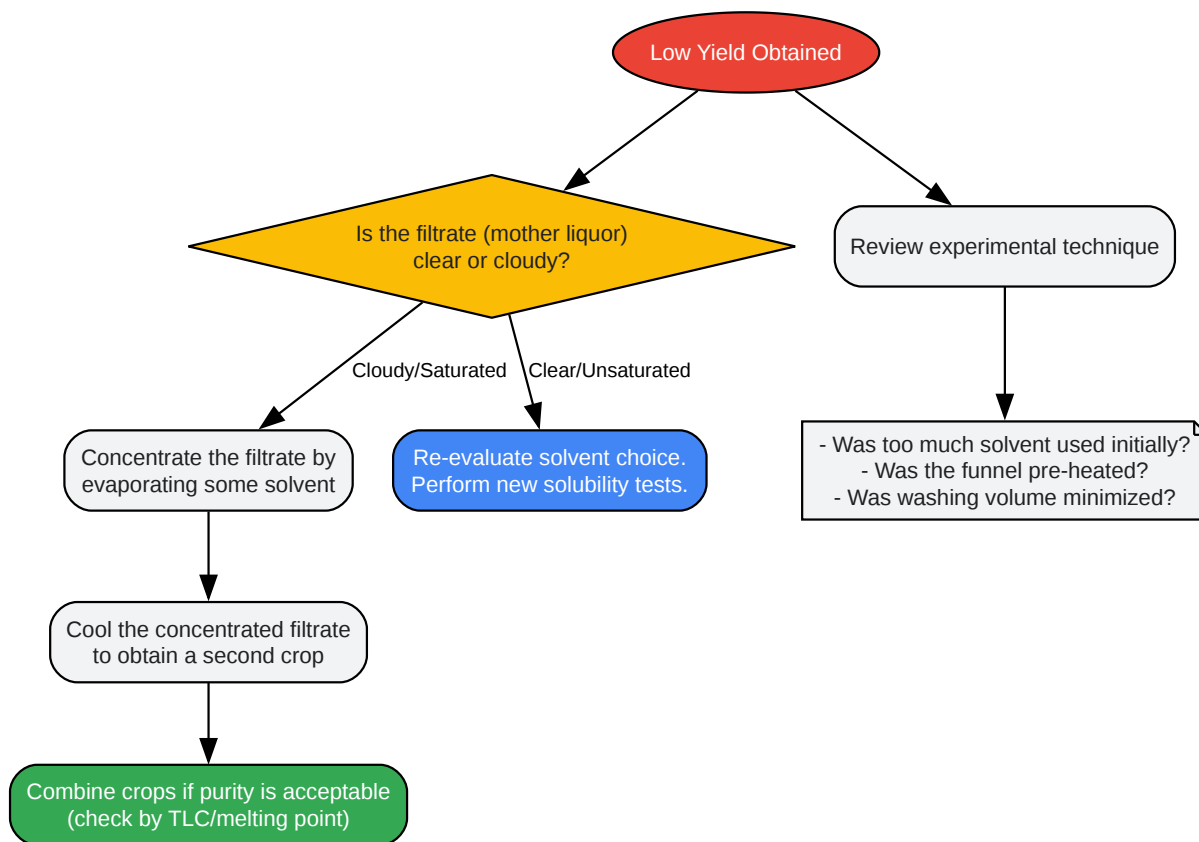 Low Yield Obtained
Is the filtrate (mother liquor)
clear or cloudy?
Review experimental technique
Cloudy/Saturated
Clear/Unsaturated
Concentrate the filtrate by
evaporating some solvent
Re-evaluate solvent choice.
Perform new solubility tests.
- Was too much solvent used initially?
- Was the funnel pre-heated?
- Was washing volume minimized?
Cool the concentrated filtrate
to obtain a second crop
Combine crops if purity is acceptable
(check by TLC/melting point)